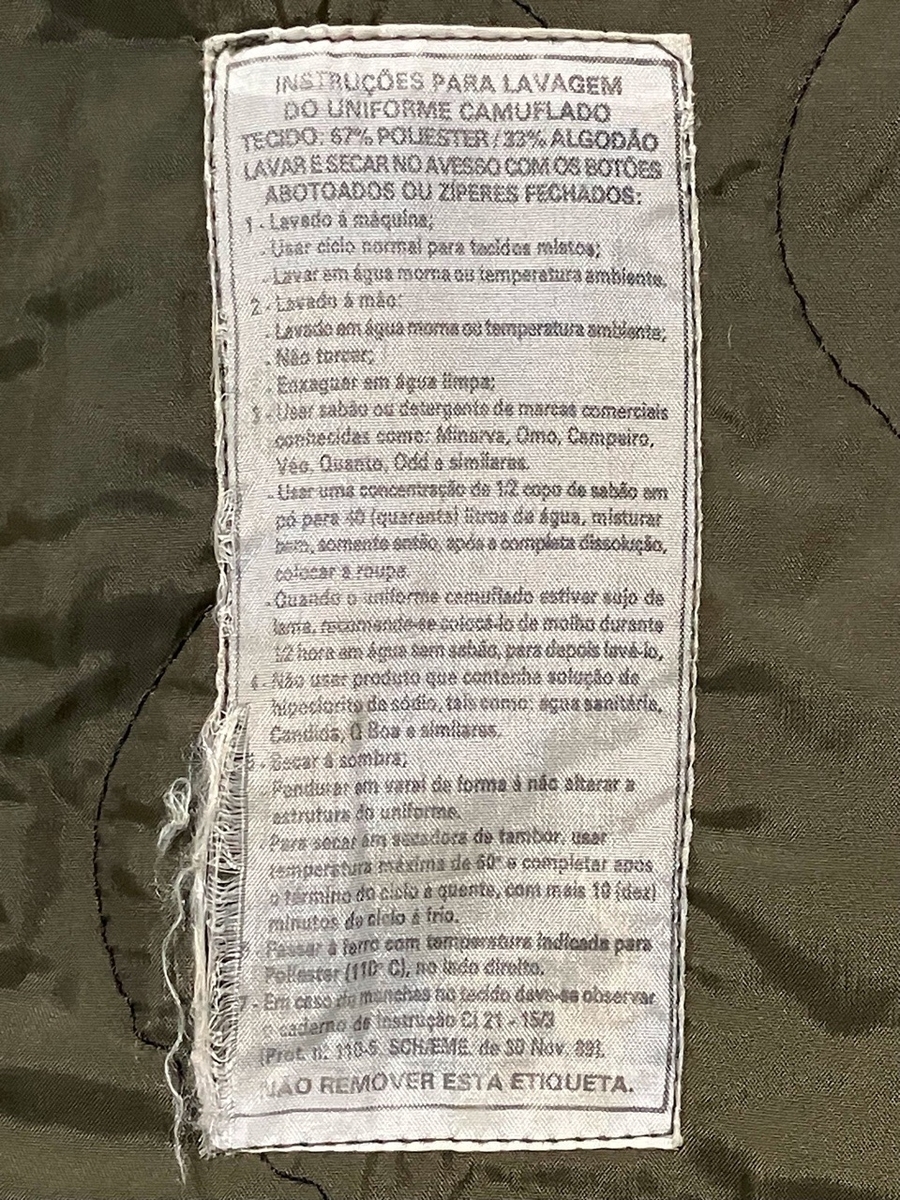 INSTRUÇÕES PARA LAVAGEM
DO UNIFORME CAMUFLADO
TECIDO: 67% POLIESTER / 33% ALGODÃO
LAVAR E SECAR NO AVESSO COM OS BOTÕES
ABOTOADOS OU ZÍPERES FECHADOS:
1 - Lavado à máquina;
- Usar ciclo normal para tecidos mistos;
- Lavar em água morna ou temperatura ambiente.
2 - Lavado à mão:
- Lavado em água morna ou temperatura ambiente;
- Não torcer;
- Enxaguar em água limpa;
3 - Usar sabão ou detergente de marcas comerciais
conhecidas como: Minerva, Omo, Campeiro,
Véo, Quanto, Odd e similares.
- Usar uma concentração de 1/2 copo de sabão em
pó para 40 (quarenta) litros de água, misturar
bem, somente então, após a completa dissolução,
colocar a roupa.
- Quando o uniforme camuflado estiver sujo de
lama, recomenda-se colocá-lo de molho durante
1/2 hora em água sem sabão, para depois lavá-lo,
4 - Não usar produto que contenha solução de
hipoclorito de sódio, tais como: agua sanitária,
Candida, Q Boa e similares.
5 - Secar à sombra;
- Pendurar em varal de forma à não alterar a
estrutura do uniforme.
- Para secar em secadora de tambor, usar
temperatura máxima de 60° e completar apos
o término do ciclo a quente, com mais 10 (dez)
minutos de ciclo à frio.
- Passar à ferro com temperatura indicada para
Poliester (110° C), no lado direito.
7 - Em caso de manchas no tecido deve-se observar
o caderno de instrução CI 21 - 15/3
(Prot. nº 118-5. SCH/EME. de 30 Nov. 89).
NÃO REMOVER ESTA ETIQUETA.